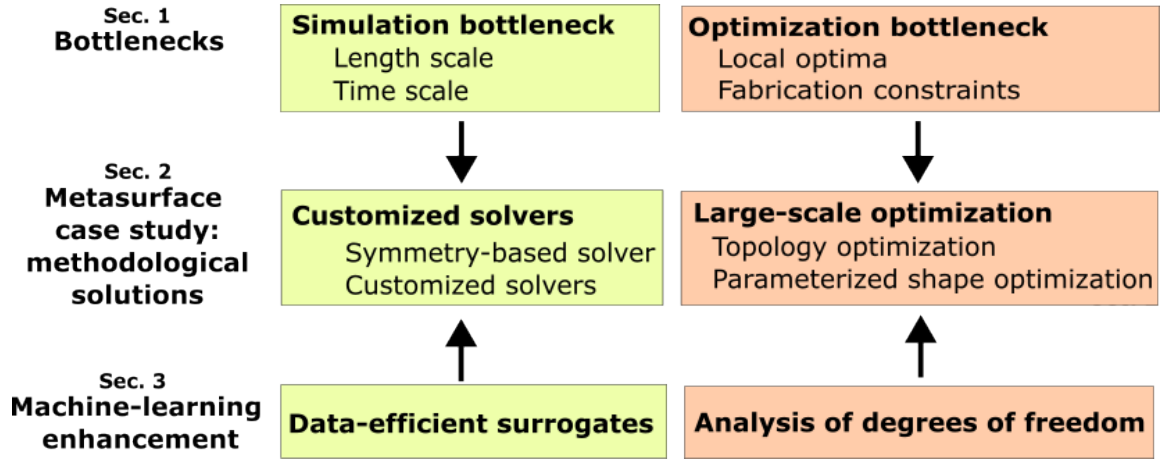 Sec. 1
Bottlenecks
Simulation bottleneck
Length scale
Time scale
Optimization bottleneck
Local optima
Fabrication constraints
Sec. 2
Metasurface
case study:
methodological
solutions
Customized solvers
Symmetry-based solver
Customized solvers
Large-scale optimization
Topology optimization
Parameterized shape optimization
Sec. 3
Machine-learning
enhancement
Data-efficient surrogates
Analysis of degrees of freedom